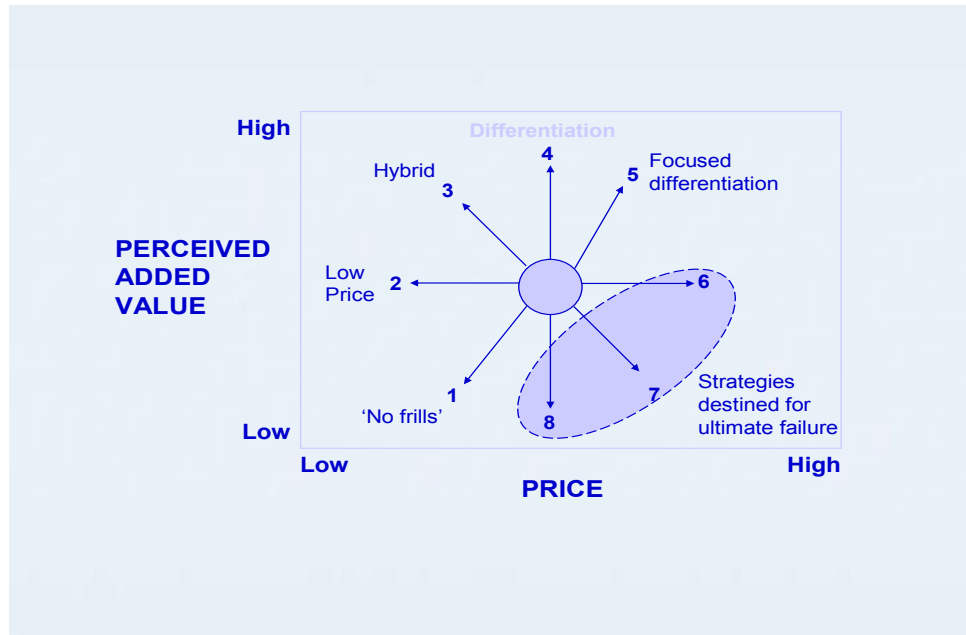 High
Differentiation
4
Hybrid
3
5
Focused
differentiation
PERCEIVED
ADDED
VALUE
Low
Price
2
6
1
'No frills'
8
7
Strategies
destined for
ultimate failure
Low
Low
High
PRICE